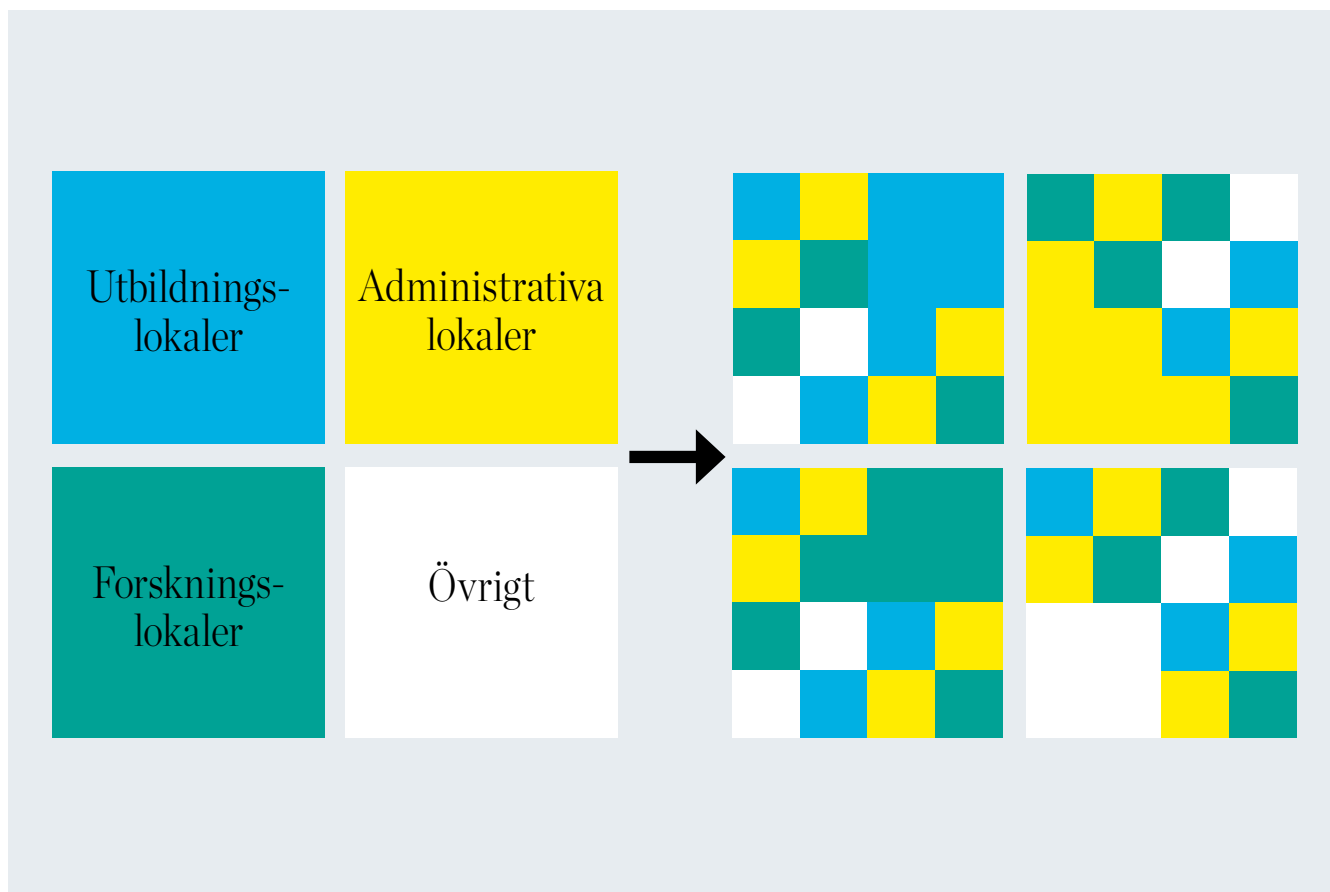 Utbildnings-
lokaler
Administrativa
lokaler
Forsknings-
lokaler
Övrigt